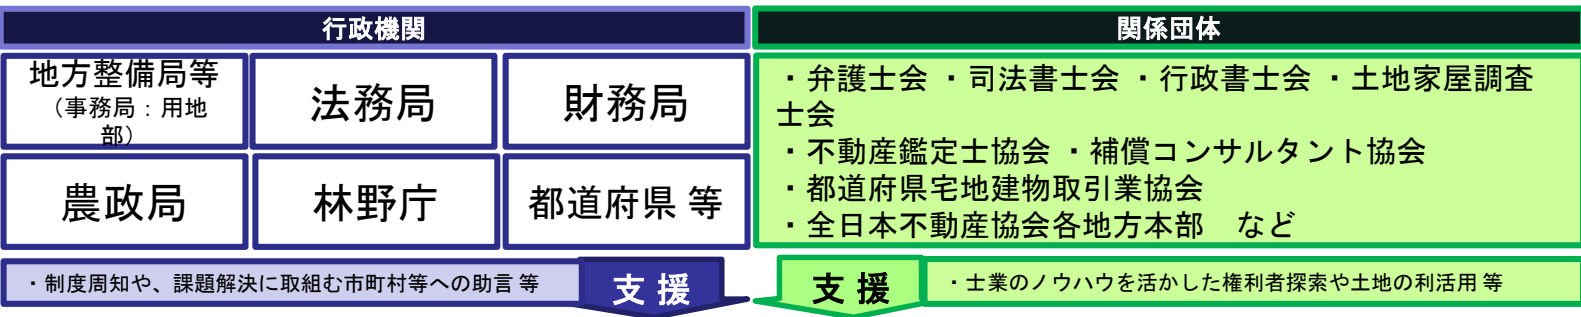 行政機関
地方整備局等
（事務局：用地
部）
法務局
財務局
農政局
林野庁
都道府県 等
・制度周知や、課題解決に取組む市町村等への助言 等
支 援
関係団体
・弁護士会 ・司法書士会 ・行政書士会 ・土地家屋調査
士会
・不動産鑑定士協会 ・補償コンサルタント協会
・都道府県宅地建物取引業協会
・全日本不動産協会各地方本部　など
支 援
・士業のノウハウを活かした権利者探索や土地の利活用 等